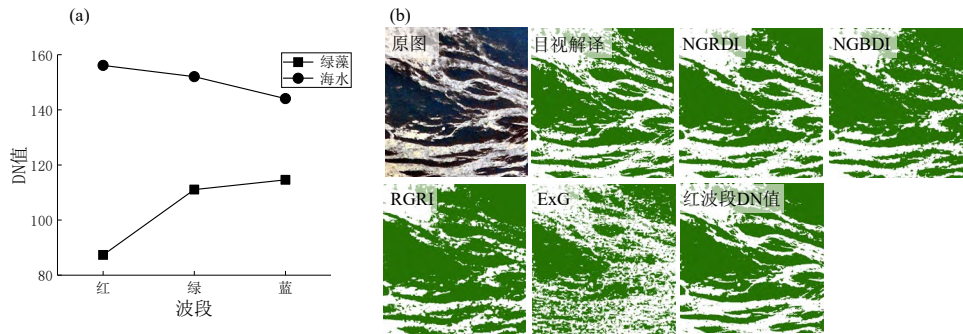 (a)
(b)
160
140
120
100
80
DN值
绿藻
海水
红
绿
蓝
波段
原图
目视解译
NGRDI
NGBDI
RGRI
ExG
红波段DN值